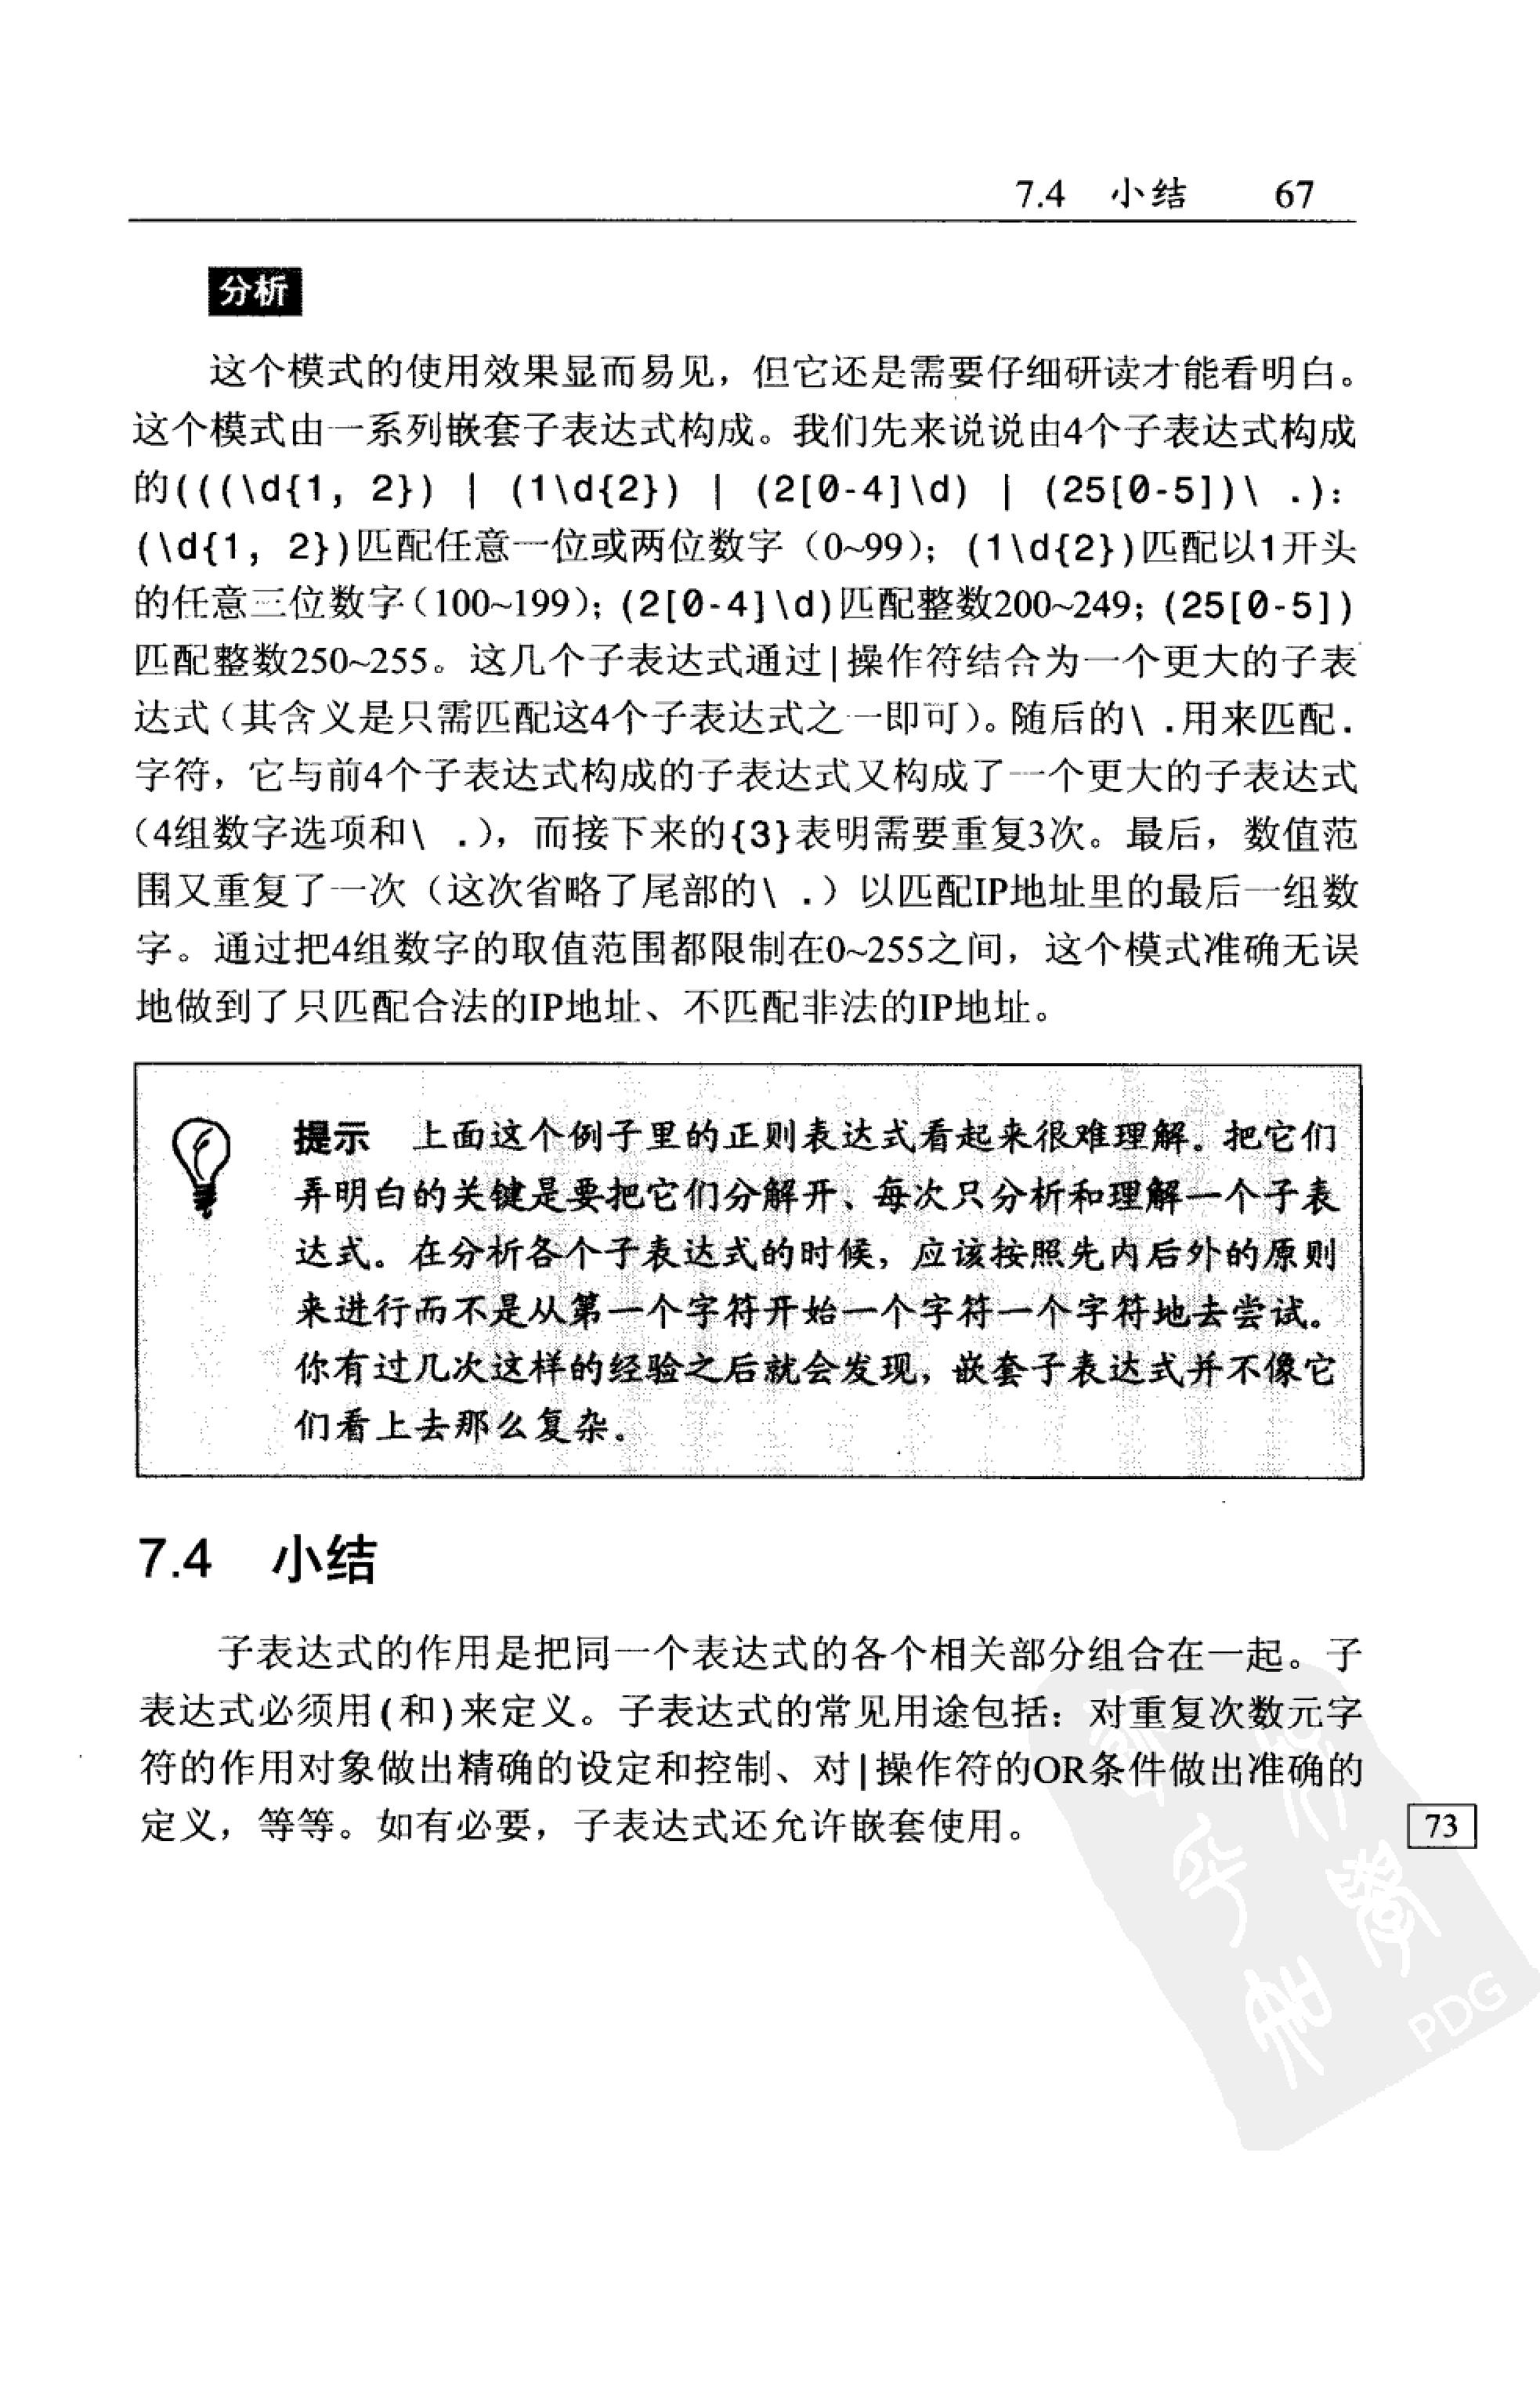 7.4 小结 67
分析
这个模式的使用效果显而易见，但它还是需要仔细研读才能看明白。
这个模式由一系列嵌套子表达式构成。我们先来说说由4个子表达式构成
的(((\d{1, 2}) | (1\d{2}) | (2[0-4]\d) | (25[0-5])\ .)：
(\d{1, 2})匹配任意一位或两位数字（0~99）；(1\d{2})匹配以1开头
的任意三位数字（100~199）；(2[0-4]\d)匹配整数200~249；(25[0-5])
匹配整数250~255。这几个子表达式通过|操作符结合为一个更大的子表
达式（其含义是只需匹配这4个子表达式之一即可）。随后的\ .用来匹配.
字符，它与前4个子表达式构成的子表达式又构成了一个更大的子表达式
（4组数字选项和\ .），而接下来的{3}表明需要重复3次。最后，数值范
围又重复了一次（这次省略了尾部的\ .）以匹配IP地址里的最后一组数
字。通过把4组数字的取值范围都限制在0~255之间，这个模式准确无误
地做到了只匹配合法的IP地址、不匹配非法的IP地址。
提示 上面这个例子里的正则表达式看起来很难理解。把它们
弄明白的关键是要把它们分解开、每次只分析和理解一个子表
达式。在分析各个子表达式的时候，应该按照先内后外的原则
来进行而不是从第一个字符开始一个字符一个字符地去尝试。
你有过几次这样的经验之后就会发现，嵌套子表达式并不像它
们看上去那么复杂。
7.4 小结
子表达式的作用是把同一个表达式的各个相关部分组合在一起。子
表达式必须用(和)来定义。子表达式的常见用途包括：对重复次数元字
符的作用对象做出精确的设定和控制、对|操作符的OR条件做出准确的
定义，等等。如有必要，子表达式还允许嵌套使用。
73
PDG